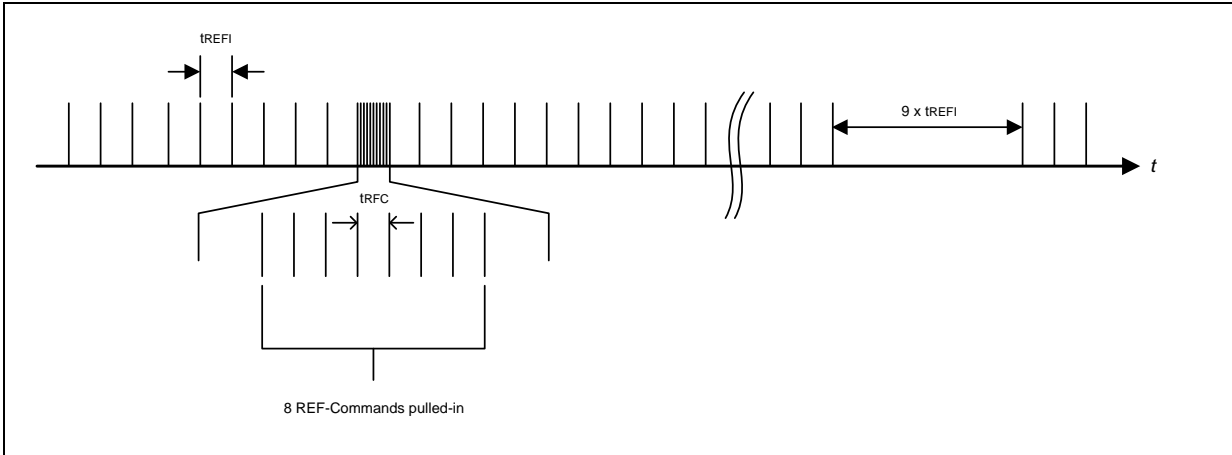 tREFI
9 x tREFI
t
tRFC
8 REF-Commands pulled-in